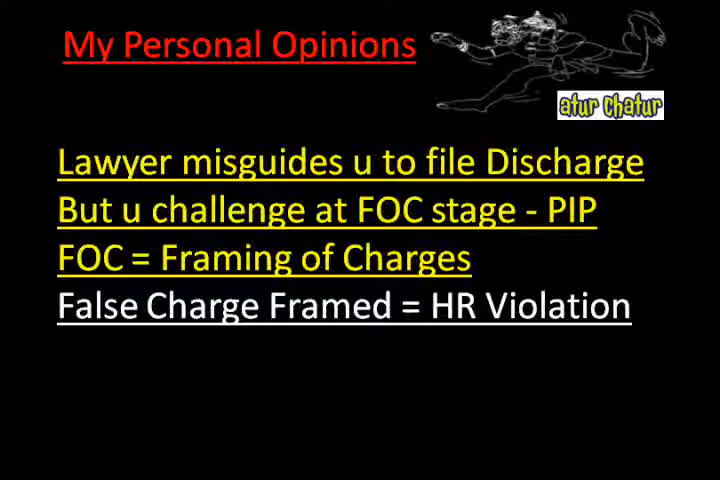 My Personal Opinions
atur chatur
Lawyer misguides u to file Discharge
But u challenge at FOC stage - PIP
FOC = Framing of Charges
False Charge Framed = HR Violation